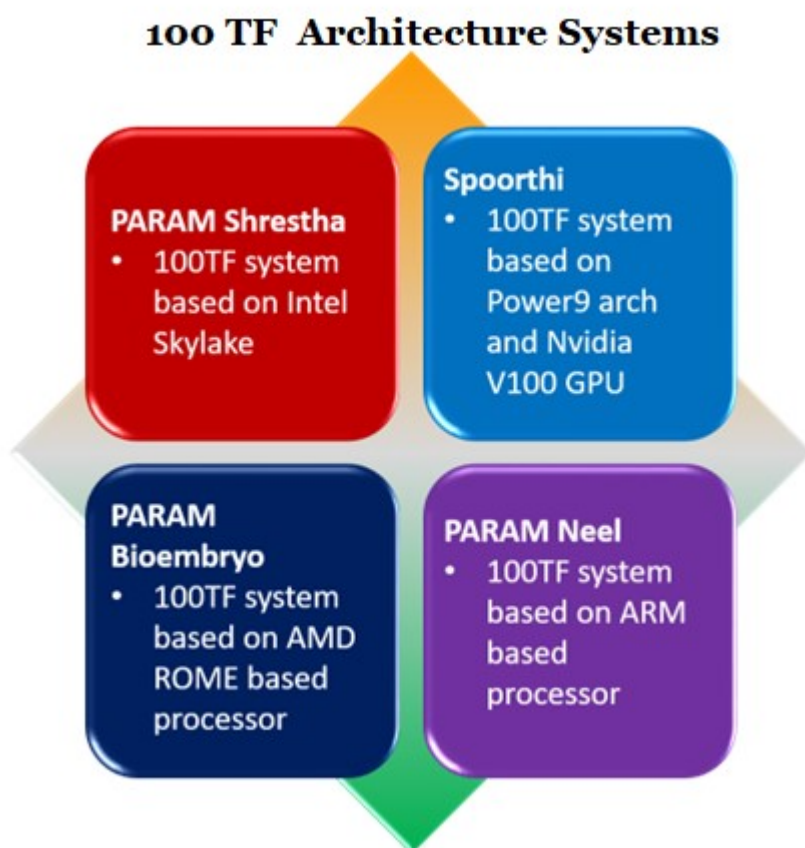 100 TF Architecture Systems
PARAM Shrestha
• 100TF system
based on Intel
Skylake
Spoorthi
• 100TF system
based on
Power9 arch
and Nvidia
V100 GPU
PARAM
Bioembryo
• 100TF system
based on AMD
ROME based
processor
PARAM Neel
• 100TF system
based on ARM
based
processor